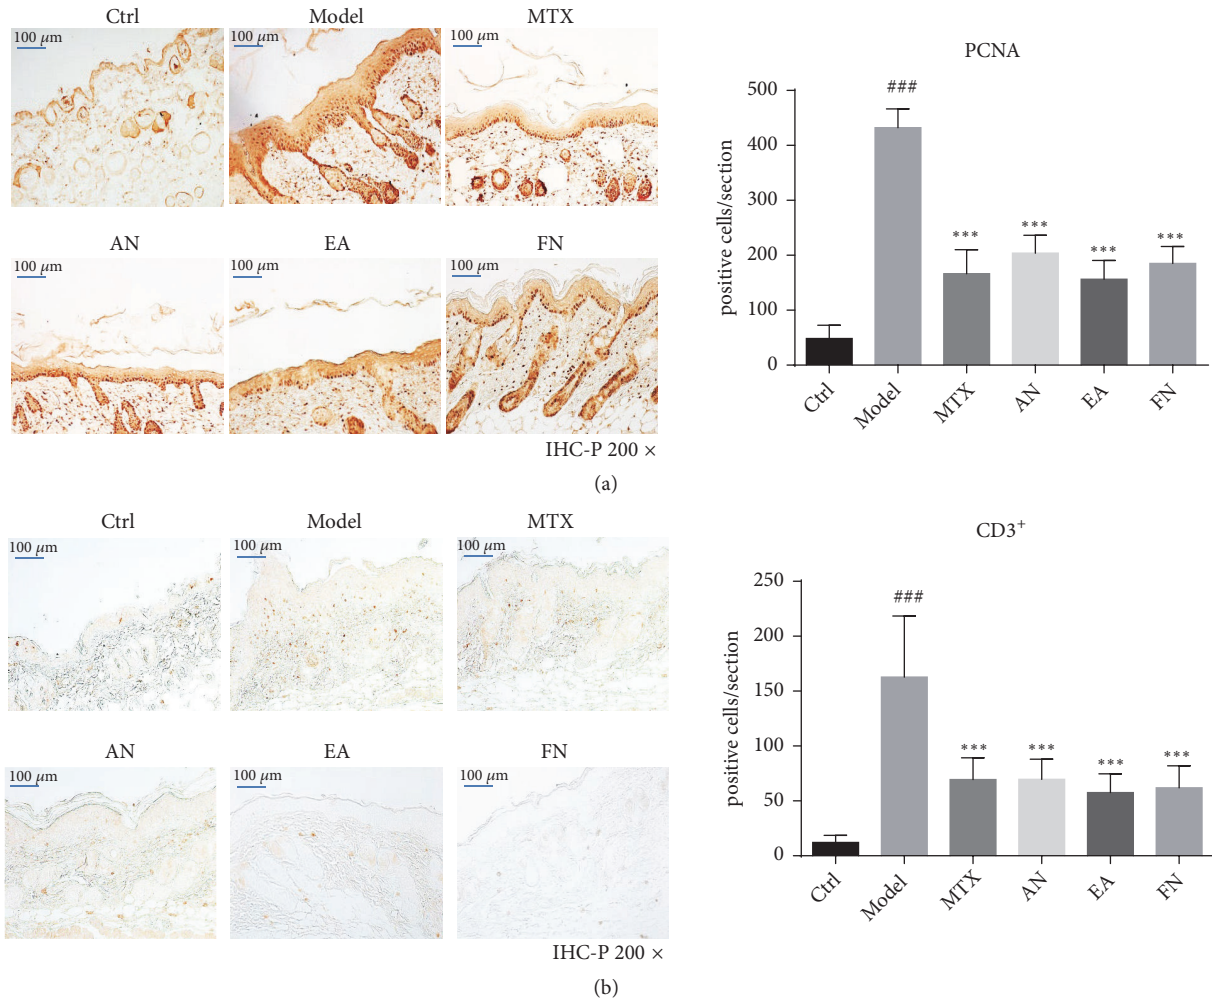 Ctrl Model MTX
100 μm 100 μm 100 μm
AN EA FN
100 μm 100 μm 100 μm
IHC-P 200 ×
PCNA
positive cells/section
500
400
300
200
100
0
###
*** *** *** ***
Ctrl Model MTX AN EA FN
(a)
Ctrl Model MTX
100 μm 100 μm 100 μm
AN EA FN
100 μm 100 μm 100 μm
IHC-P 200 ×
CD3⁺
positive cells/section
250
200
150
100
50
0
###
*** *** *** ***
Ctrl Model MTX AN EA FN
(b)